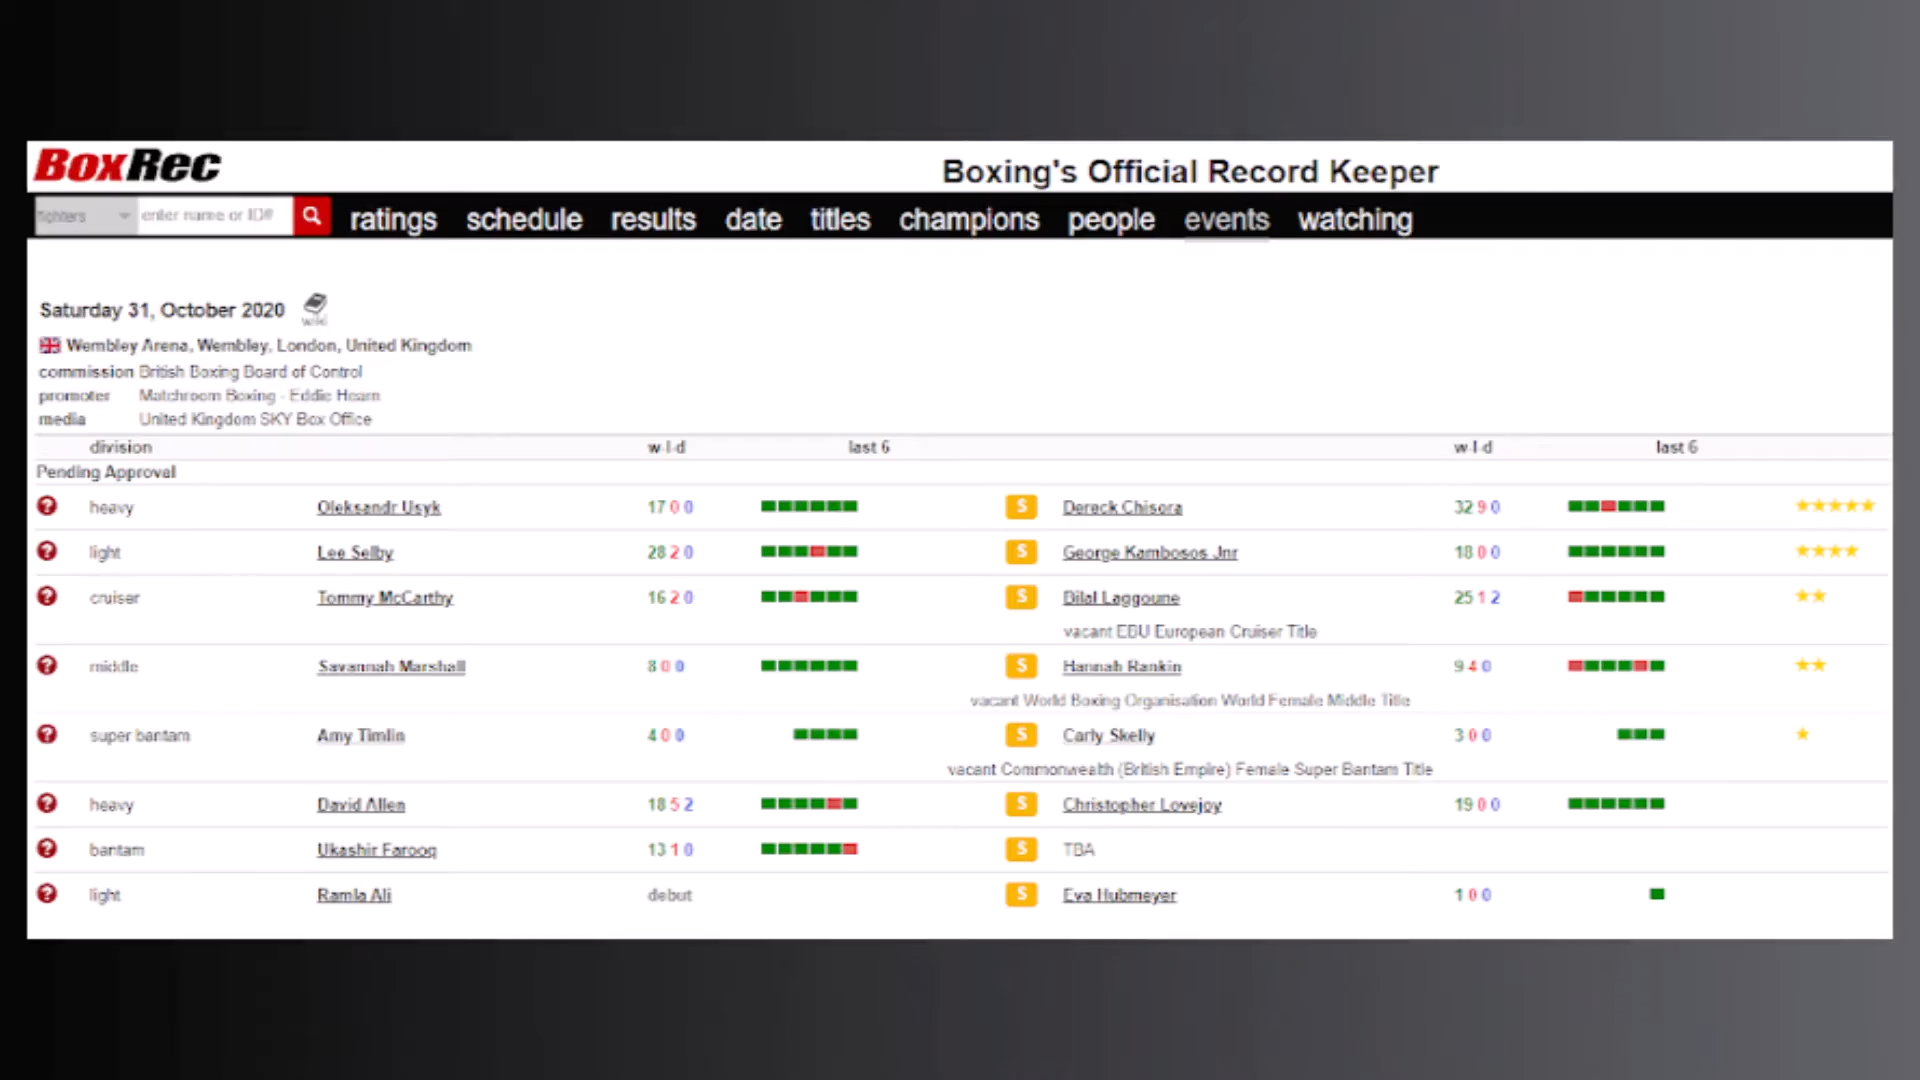 BoxRec
Boxing's Official Record Keeper
fighters enter name or ID# ratings schedule results date titles champions people events watching
Saturday 31, October 2020 wiki
Wembley Arena, Wembley, London, United Kingdom
commission British Boxing Board of Control
promoter Matchroom Boxing - Eddie Hearn
media United Kingdom SKY Box Office
division w-l-d last 6 w-l-d last 6
Pending Approval
? heavy Oleksandr Usyk 17 0 0 S Dereck Chisora 32 9 0
? light Lee Selby 28 2 0 S George Kambosos Jnr 18 0 0
? cruiser Tommy McCarthy 16 2 0 S Bilal Laggoune 25 1 2
vacant EBU European Cruiser Title
? middle Savannah Marshall 8 0 0 S Hannah Rankin 9 4 0
vacant World Boxing Organisation World Female Middle Title
? super bantam Amy Timlin 4 0 0 S Carly Skelly 3 0 0
vacant Commonwealth (British Empire) Female Super Bantam Title
? heavy David Allen 18 5 2 S Christopher Lovejoy 19 0 0
? bantam Ukashir Farooq 13 1 0 S TBA
? light Ramla Ali debut S Eva Hubmeyer 1 0 0